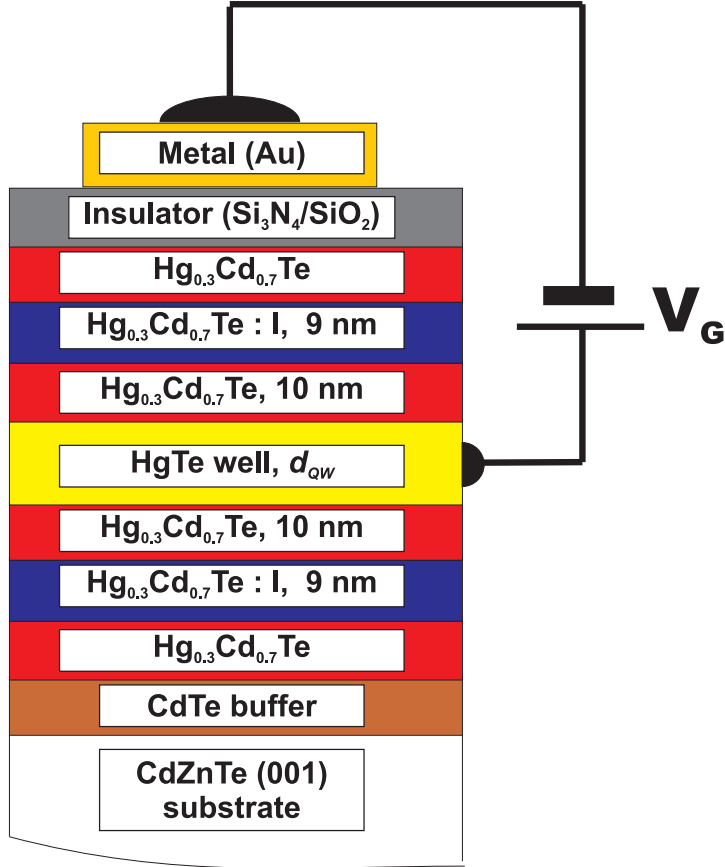 Metal (Au)
Insulator (Si₃N₄/SiO₂)
Hg₀.₃Cd₀.₇Te
Hg₀.₃Cd₀.₇Te : I, 9 nm
Hg₀.₃Cd₀.₇Te, 10 nm
HgTe well, d_QW
Hg₀.₃Cd₀.₇Te, 10 nm
Hg₀.₃Cd₀.₇Te : I, 9 nm
Hg₀.₃Cd₀.₇Te
CdTe buffer
CdZnTe (001)
substrate
V_G